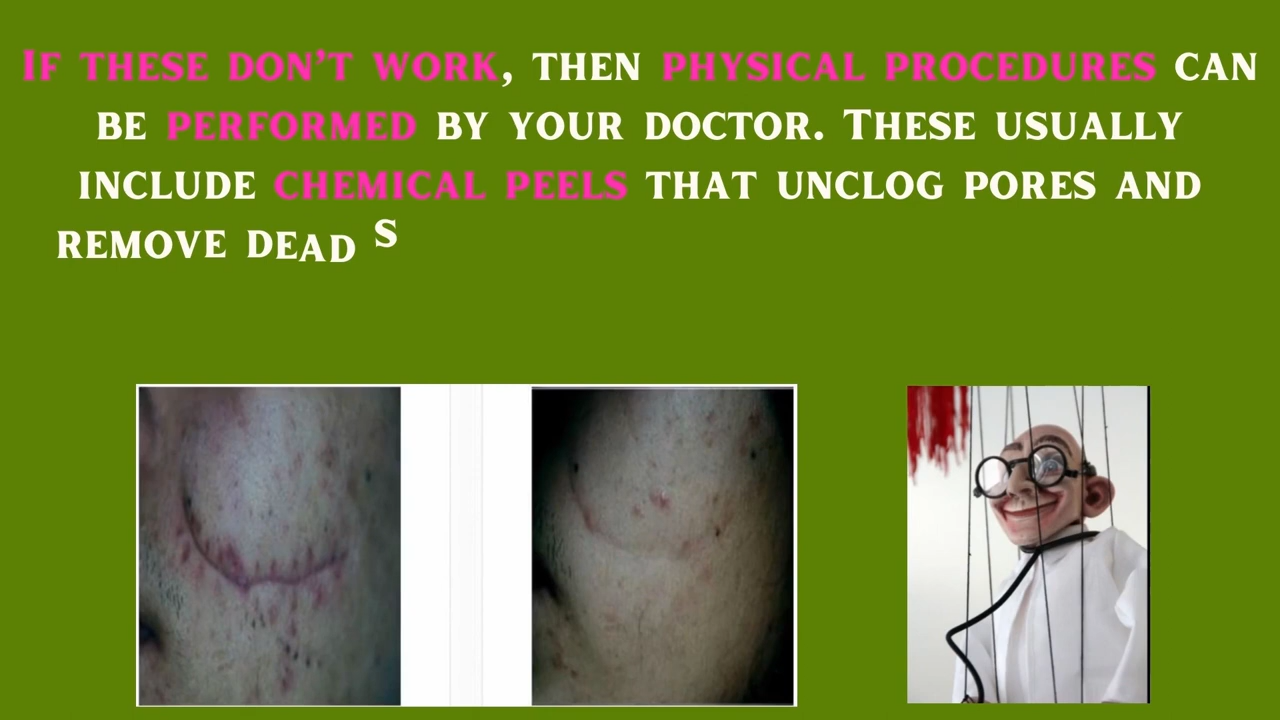 If these don't work, then physical procedures can
be performed by your doctor. These usually
include chemical peels that unclog pores and
remove dead s